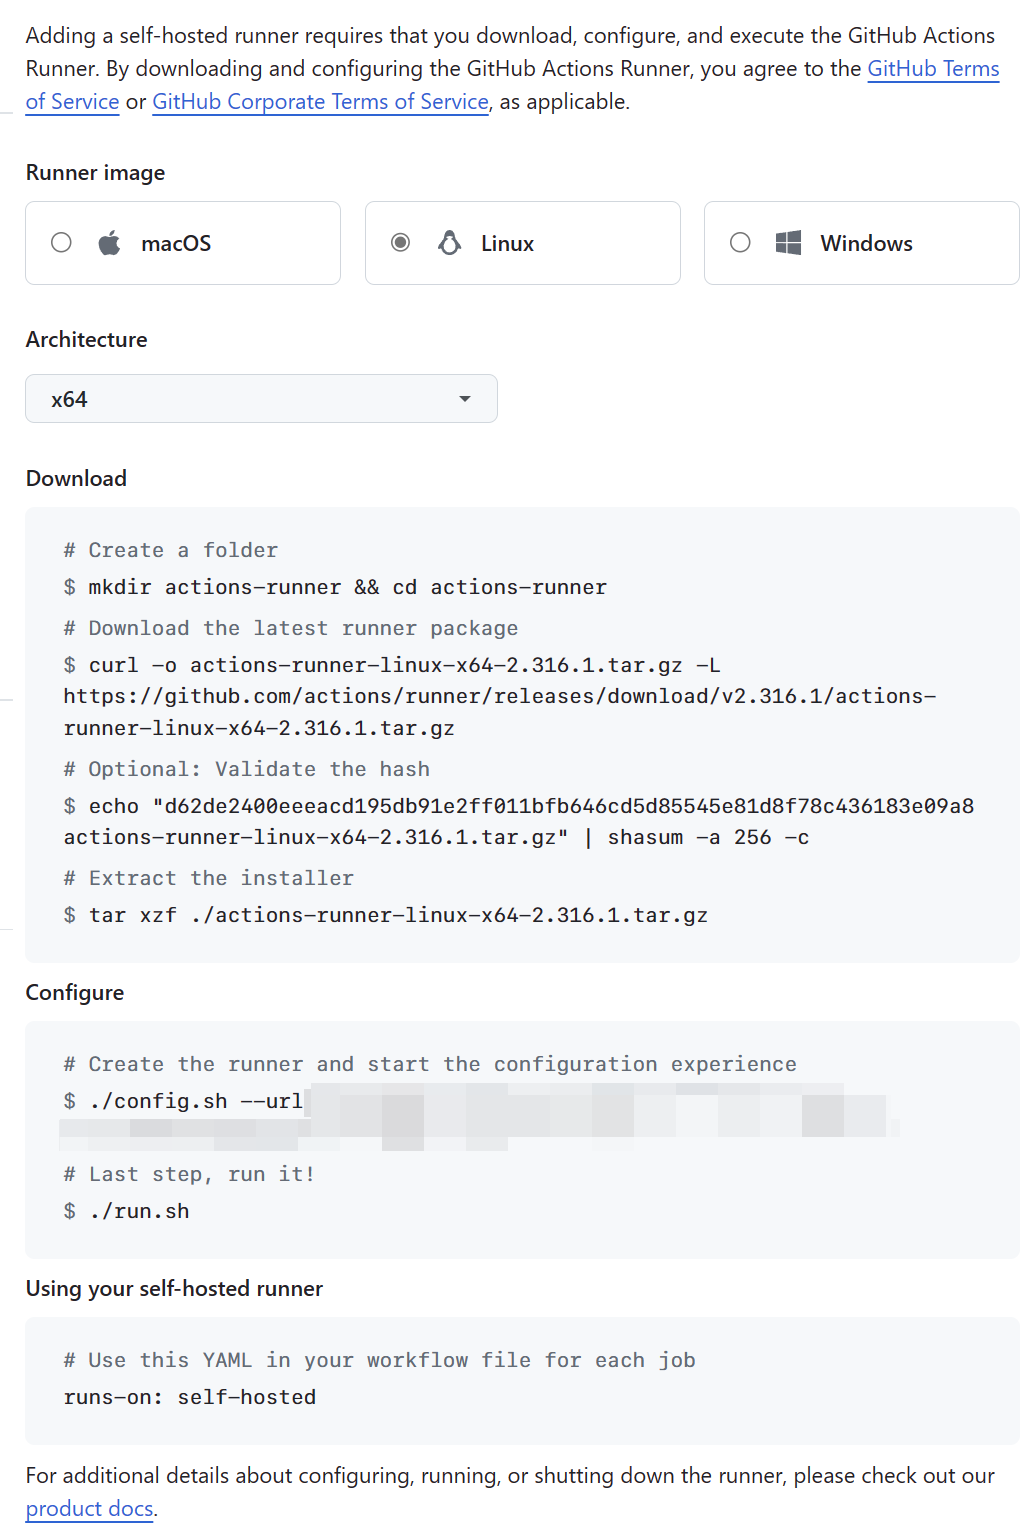 Adding a self-hosted runner requires that you download, configure, and execute the GitHub Actions
Runner. By downloading and configuring the GitHub Actions Runner, you agree to the GitHub Terms
of Service or GitHub Corporate Terms of Service, as applicable.
Runner image
macOS
Linux
Windows
Architecture
x64
Download
# Create a folder
$ mkdir actions-runner && cd actions-runner
# Download the latest runner package
$ curl -o actions-runner-linux-x64-2.316.1.tar.gz -L
https://github.com/actions/runner/releases/download/v2.316.1/actions-
runner-linux-x64-2.316.1.tar.gz
# Optional: Validate the hash
$ echo "d62de2400eeeacd195db91e2ff011bfb646cd5d85545e81d8f78c436183e09a8
actions-runner-linux-x64-2.316.1.tar.gz" | shasum -a 256 -c
# Extract the installer
$ tar xzf ./actions-runner-linux-x64-2.316.1.tar.gz
Configure
# Create the runner and start the configuration experience
$ ./config.sh --url
# Last step, run it!
$ ./run.sh
Using your self-hosted runner
# Use this YAML in your workflow file for each job
runs-on: self-hosted
For additional details about configuring, running, or shutting down the runner, please check out our
product docs.